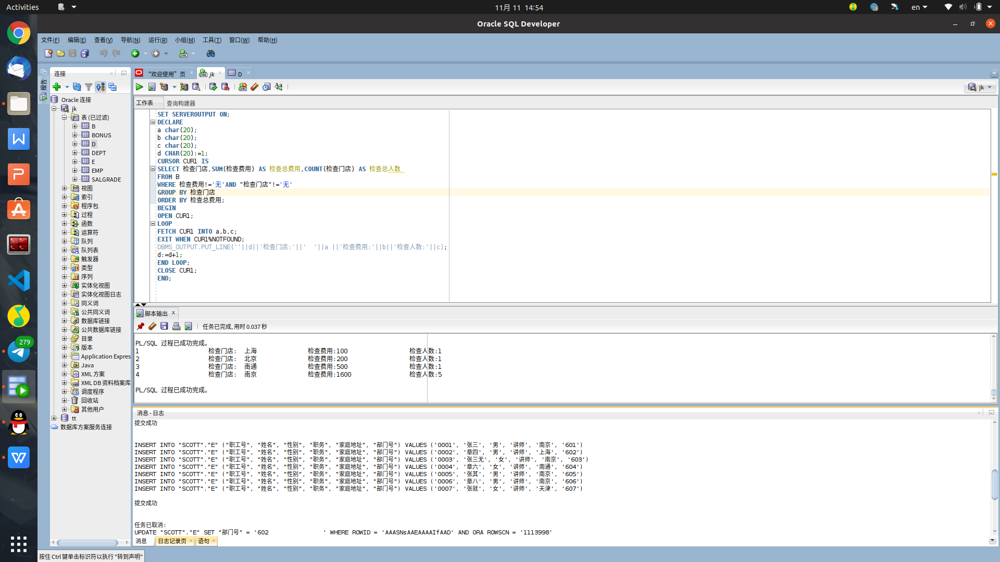 Activities
11月 11 14:54
en
Oracle SQL Developer
文件(F) 编辑(E) 查看(V) 导航(N) 运行(R) 小组(M) 工具(T) 窗口(W) 帮助(H)
279
报告
连接
Oracle 连接
jk
表 (已过滤)
B
BONUS
D
DEPT
E
EMP
SALGRADE
视图
索引
程序包
过程
函数
运算符
队列
队列表
触发器
类型
序列
实体化视图
实体化视图日志
同义词
公共同义词
数据库链接
公共数据库链接
目录
版本
Application Expres
Java
XML 方案
XML DB 资料档案库
调度程序
回收站
其他用户
tt
数据库方案服务连接
“欢迎使用” 页
jk
D
jk
工作表
查询构建器
SET SERVEROUTPUT ON;
DECLARE
a char(20);
b char(20);
c char(20);
d CHAR(20):=1;
CURSOR CUR1 IS
SELECT 检查门店,SUM(检查费用) AS 检查总费用,COUNT(检查门店) AS 检查总人数
FROM B
WHERE 检查费用!='无'AND "检查门店"!='无'
GROUP BY 检查门店
ORDER BY 检查总费用;
BEGIN
OPEN CUR1;
LOOP
FETCH CUR1 INTO a,b,c;
EXIT WHEN CUR1%NOTFOUND;
DBMS_OUTPUT.PUT_LINE(''||d||'检查门店:'||'  '||a ||'检查费用:'||b||'检查人数:'||c);
d:=d+1;
END LOOP;
CLOSE CUR1;
END;
脚本输出
任务已完成, 用时 0.037 秒
PL/SQL 过程已成功完成。
1 检查门店: 上海 检查费用:100 检查人数:1
2 检查门店: 北京 检查费用:200 检查人数:1
3 检查门店: 南通 检查费用:500 检查人数:1
4 检查门店: 南京 检查费用:1600 检查人数:5
PL/SQL 过程已成功完成。
消息 - 日志
提交成功
INSERT INTO "SCOTT"."E" ("职工号", "姓名", "性别", "职务", "家庭地址", "部门号") VALUES ('0001', '张三', '男', '讲师', '南京', '601')
INSERT INTO "SCOTT"."E" ("职工号", "姓名", "性别", "职务", "家庭地址", "部门号") VALUES ('0002', '章四', '男', '讲师', '上海', '602')
INSERT INTO "SCOTT"."E" ("职工号", "姓名", "性别", "职务", "家庭地址", "部门号") VALUES ('0003', '张三无', '女', '讲师', '南京', '603')
INSERT INTO "SCOTT"."E" ("职工号", "姓名", "性别", "职务", "家庭地址", "部门号") VALUES ('0004', '章六', '女', '讲师', '南通', '604')
INSERT INTO "SCOTT"."E" ("职工号", "姓名", "性别", "职务", "家庭地址", "部门号") VALUES ('0005', '张其', '男', '讲师', '南京', '605')
INSERT INTO "SCOTT"."E" ("职工号", "姓名", "性别", "职务", "家庭地址", "部门号") VALUES ('0006', '章八', '男', '讲师', '南京', '606')
INSERT INTO "SCOTT"."E" ("职工号", "姓名", "性别", "职务", "家庭地址", "部门号") VALUES ('0007', '张就', '女', '讲师', '天津', '607')
提交成功
任务已取消:
UPDATE "SCOTT"."E" SET "部门号" = '602               ' WHERE ROWID = 'AAASNsAAEAAAAIfAAD' AND ORA_ROWSCN = '1113998'
消息
日志记录页
语句
按住 Ctrl 键单击标识符以执行 "转到声明"